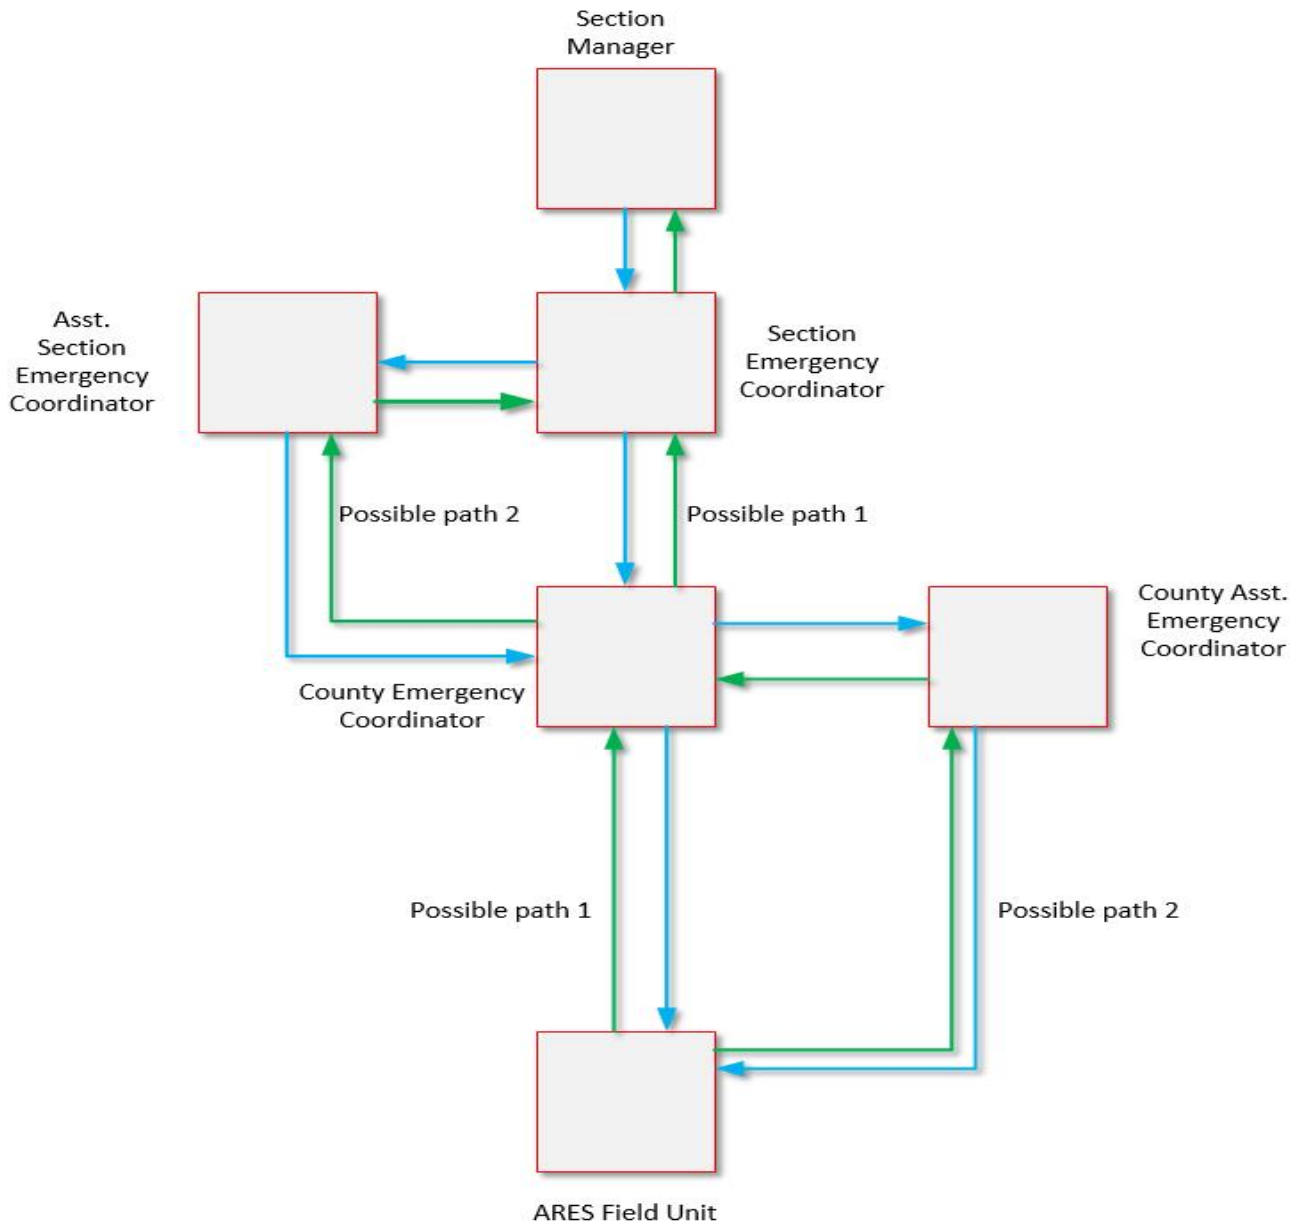 Section
Manager
Asst.
Section
Emergency
Coordinator
Section
Emergency
Coordinator
Possible path 2
Possible path 1
County Asst.
Emergency
Coordinator
County Emergency
Coordinator
Possible path 1
Possible path 2
ARES Field Unit